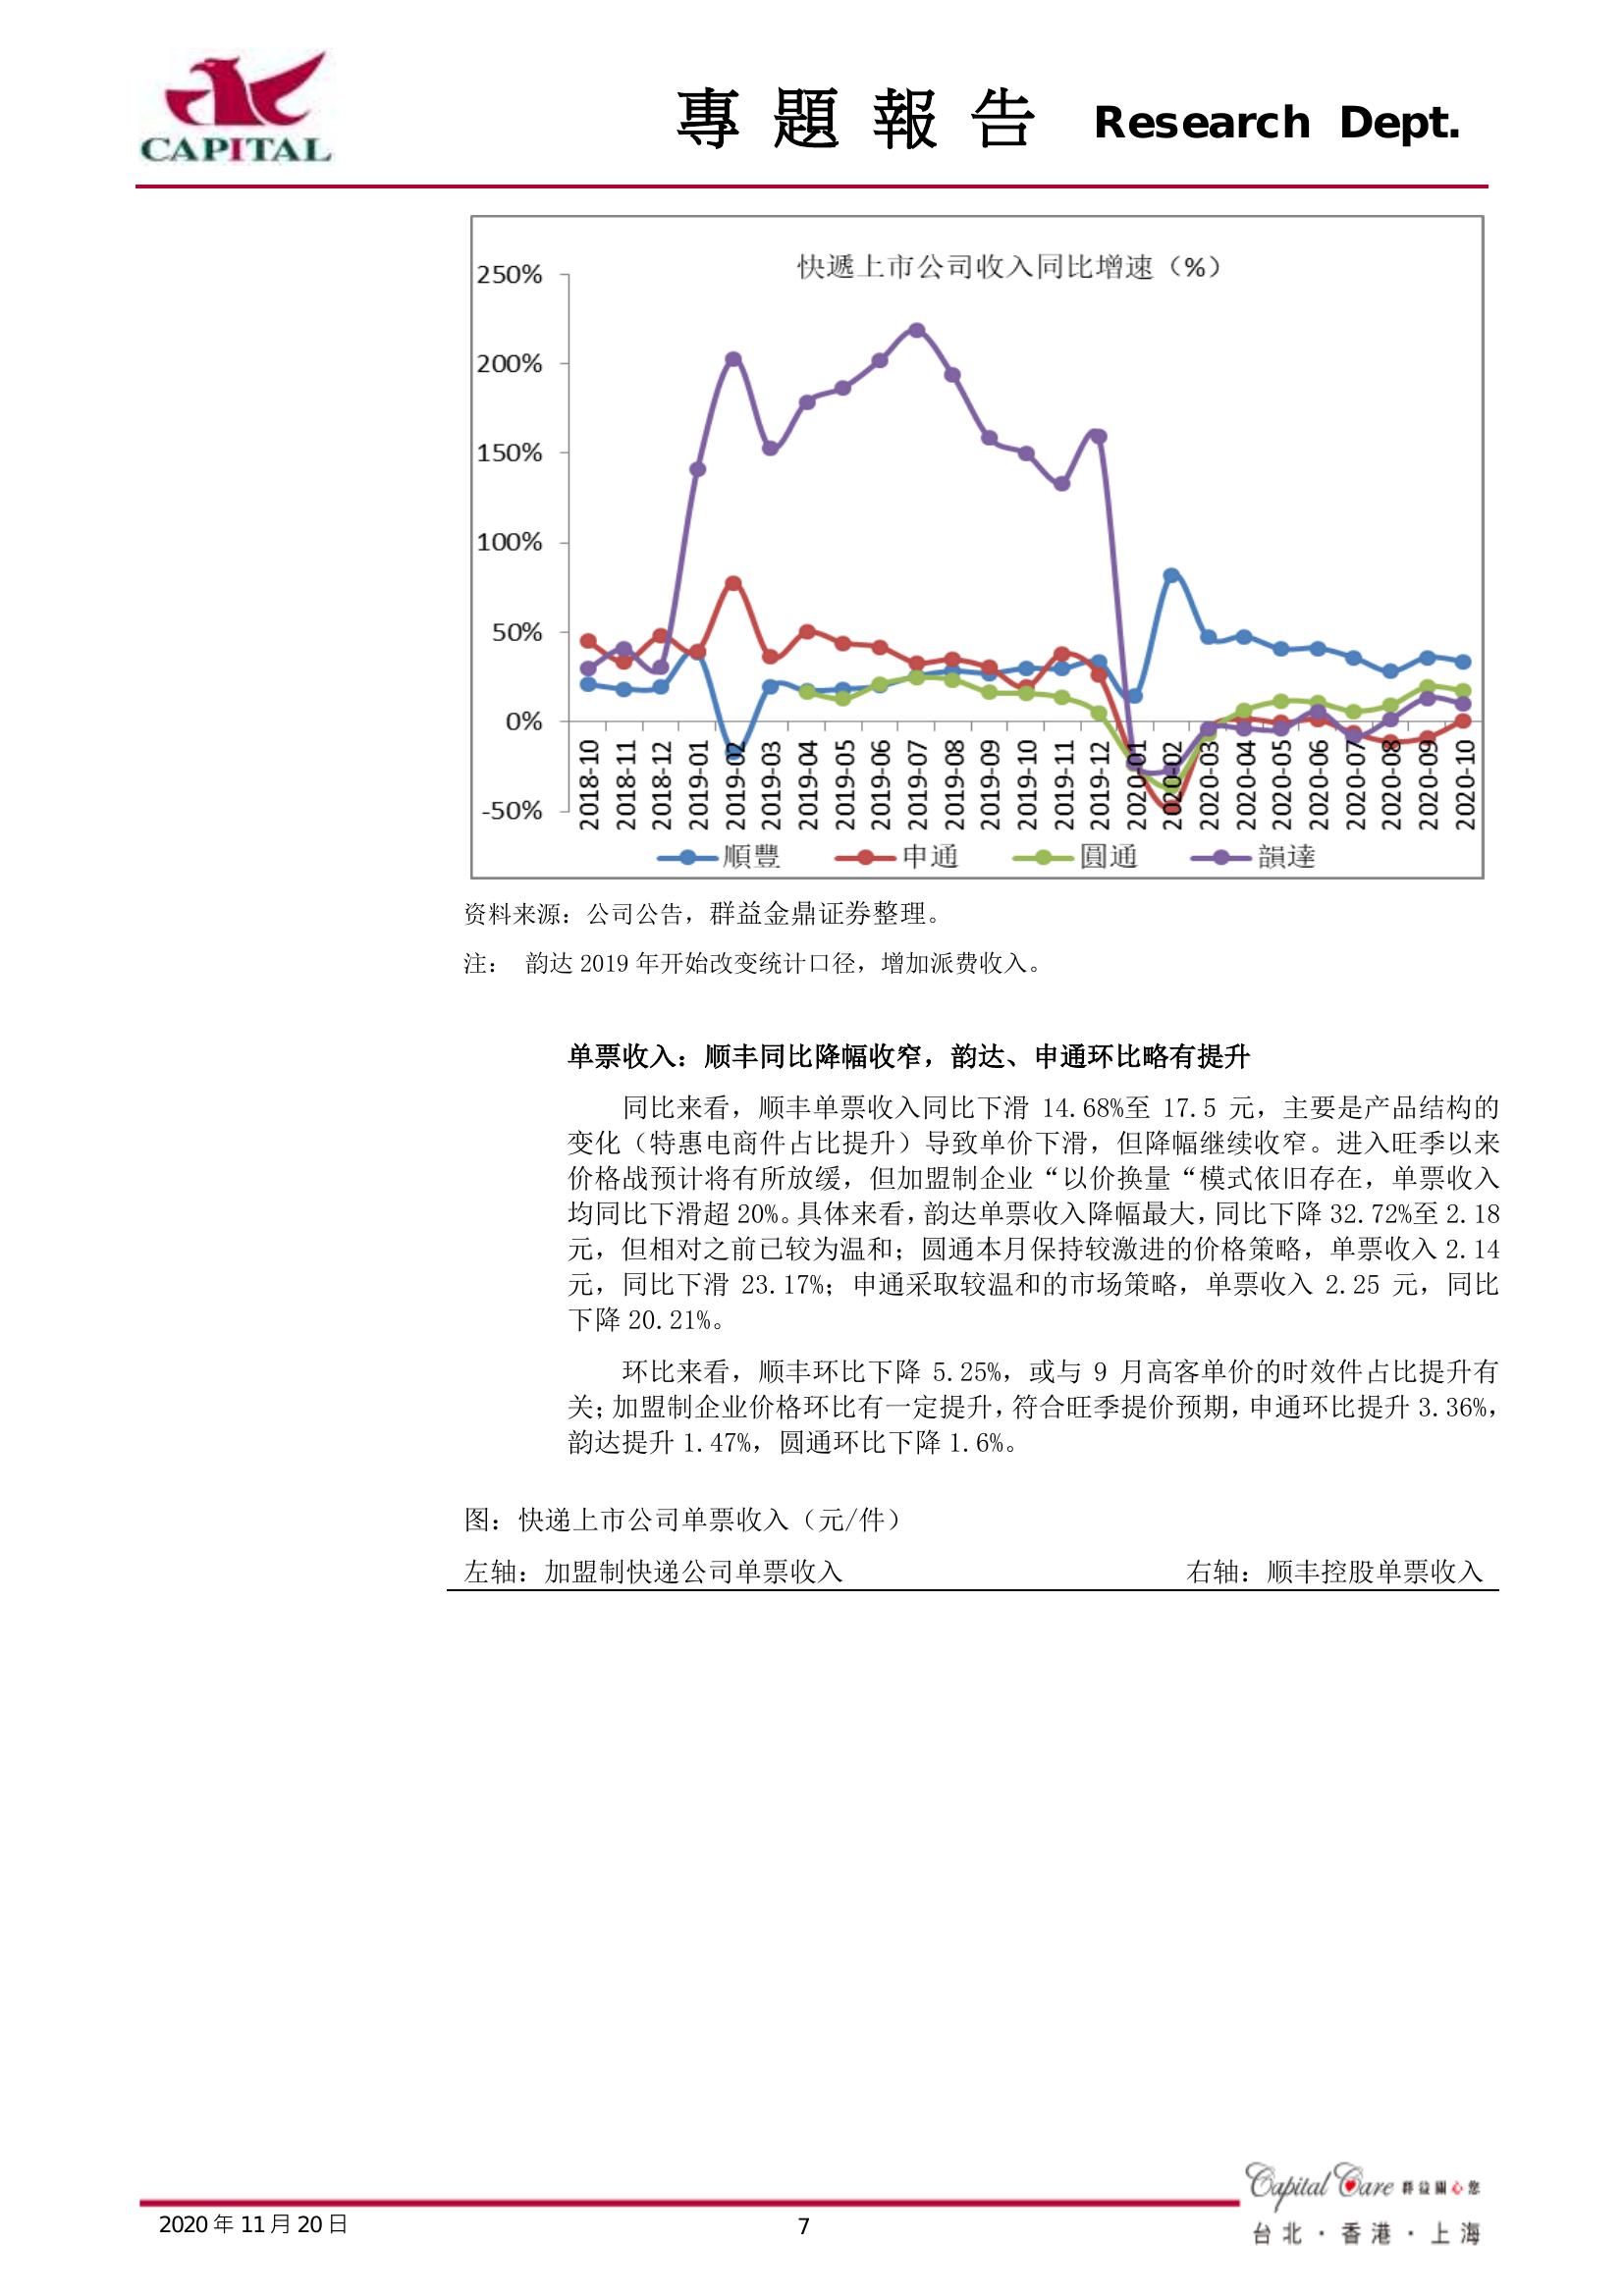 CAPITAL
專 題 報 告 Research Dept.
快遞上市公司收入同比增速（%）
250%
200%
150%
100%
50%
0%
-50%
2018-10
2018-11
2018-12
2019-01
2019-02
2019-03
2019-04
2019-05
2019-06
2019-07
2019-08
2019-09
2019-10
2019-11
2019-12
2020-01
2020-02
2020-03
2020-04
2020-05
2020-06
2020-07
2020-08
2020-09
2020-10
順豐 申通 圓通 韻達
资料来源：公司公告，群益金鼎证券整理。
注： 韵达 2019 年开始改变统计口径，增加派费收入。
单票收入：顺丰同比降幅收窄，韵达、申通环比略有提升
同比来看，顺丰单票收入同比下滑 14.68%至 17.5 元，主要是产品结构的
变化（特惠电商件占比提升）导致单价下滑，但降幅继续收窄。进入旺季以来
价格战预计将有所放缓，但加盟制企业“以价换量“模式依旧存在，单票收入
均同比下滑超 20%。具体来看，韵达单票收入降幅最大，同比下降 32.72%至 2.18
元，但相对之前已较为温和；圆通本月保持较激进的价格策略，单票收入 2.14
元，同比下滑 23.17%；申通采取较温和的市场策略，单票收入 2.25 元，同比
下降 20.21%。
环比来看，顺丰环比下降 5.25%，或与 9 月高客单价的时效件占比提升有
关；加盟制企业价格环比有一定提升，符合旺季提价预期，申通环比提升 3.36%，
韵达提升 1.47%，圆通环比下降 1.6%。
图：快递上市公司单票收入（元/件）
左轴：加盟制快递公司单票收入 右轴：顺丰控股单票收入
Capital Care 群益關心您
2020 年 11 月 20 日 7
台 北 · 香 港 · 上 海